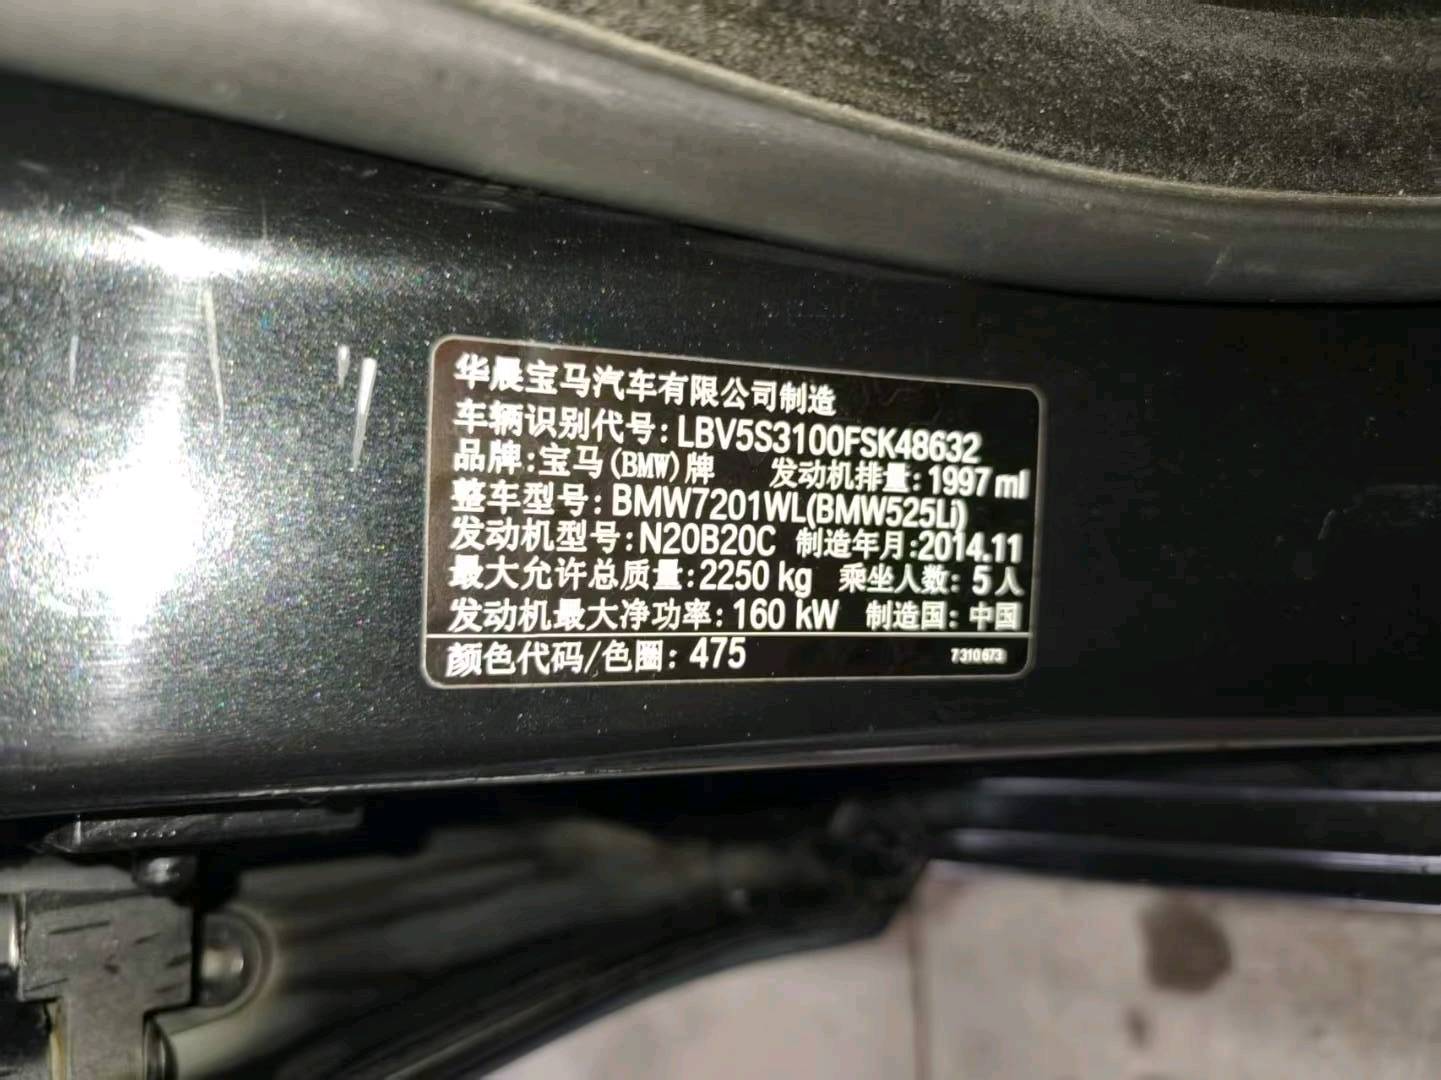 华晨宝马汽车有限公司制造
车辆识别代号:LBV5S3100FSK48632
品牌:宝马(BMW)牌 发动机排量:1997 ml
整车型号:BMW7201WL(BMW525Li)
发动机型号:N20B20C 制造年月:2014.11
最大允许总质量:2250 kg 乘坐人数: 5人
发动机最大净功率:160 kW 制造国:中国
颜色代码/色圈:475 7310673